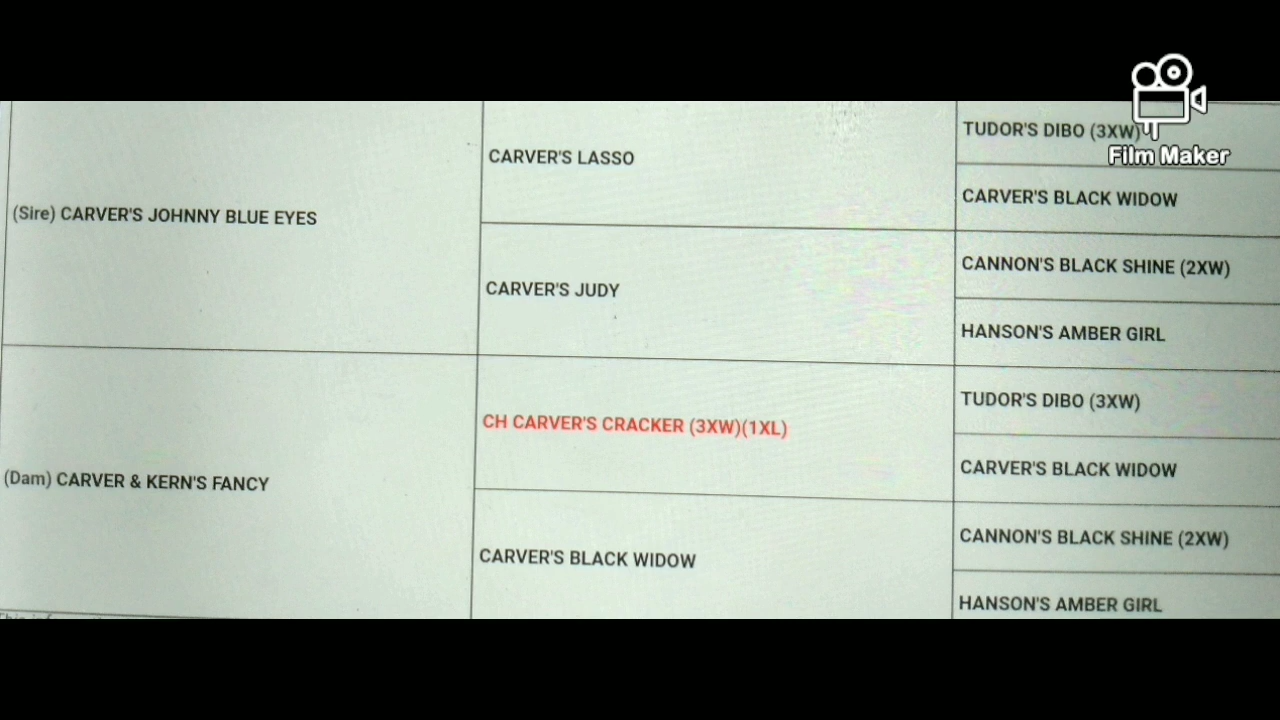 TUDOR'S DIBO (3XW)
Film Maker
CARVER'S LASSO
CARVER'S BLACK WIDOW
(Sire) CARVER'S JOHNNY BLUE EYES
CANNON'S BLACK SHINE (2XW)
CARVER'S JUDY
HANSON'S AMBER GIRL
TUDOR'S DIBO (3XW)
CH CARVER'S CRACKER (3XW)(1XL)
CARVER'S BLACK WIDOW
(Dam) CARVER & KERN'S FANCY
CANNON'S BLACK SHINE (2XW)
CARVER'S BLACK WIDOW
HANSON'S AMBER GIRL